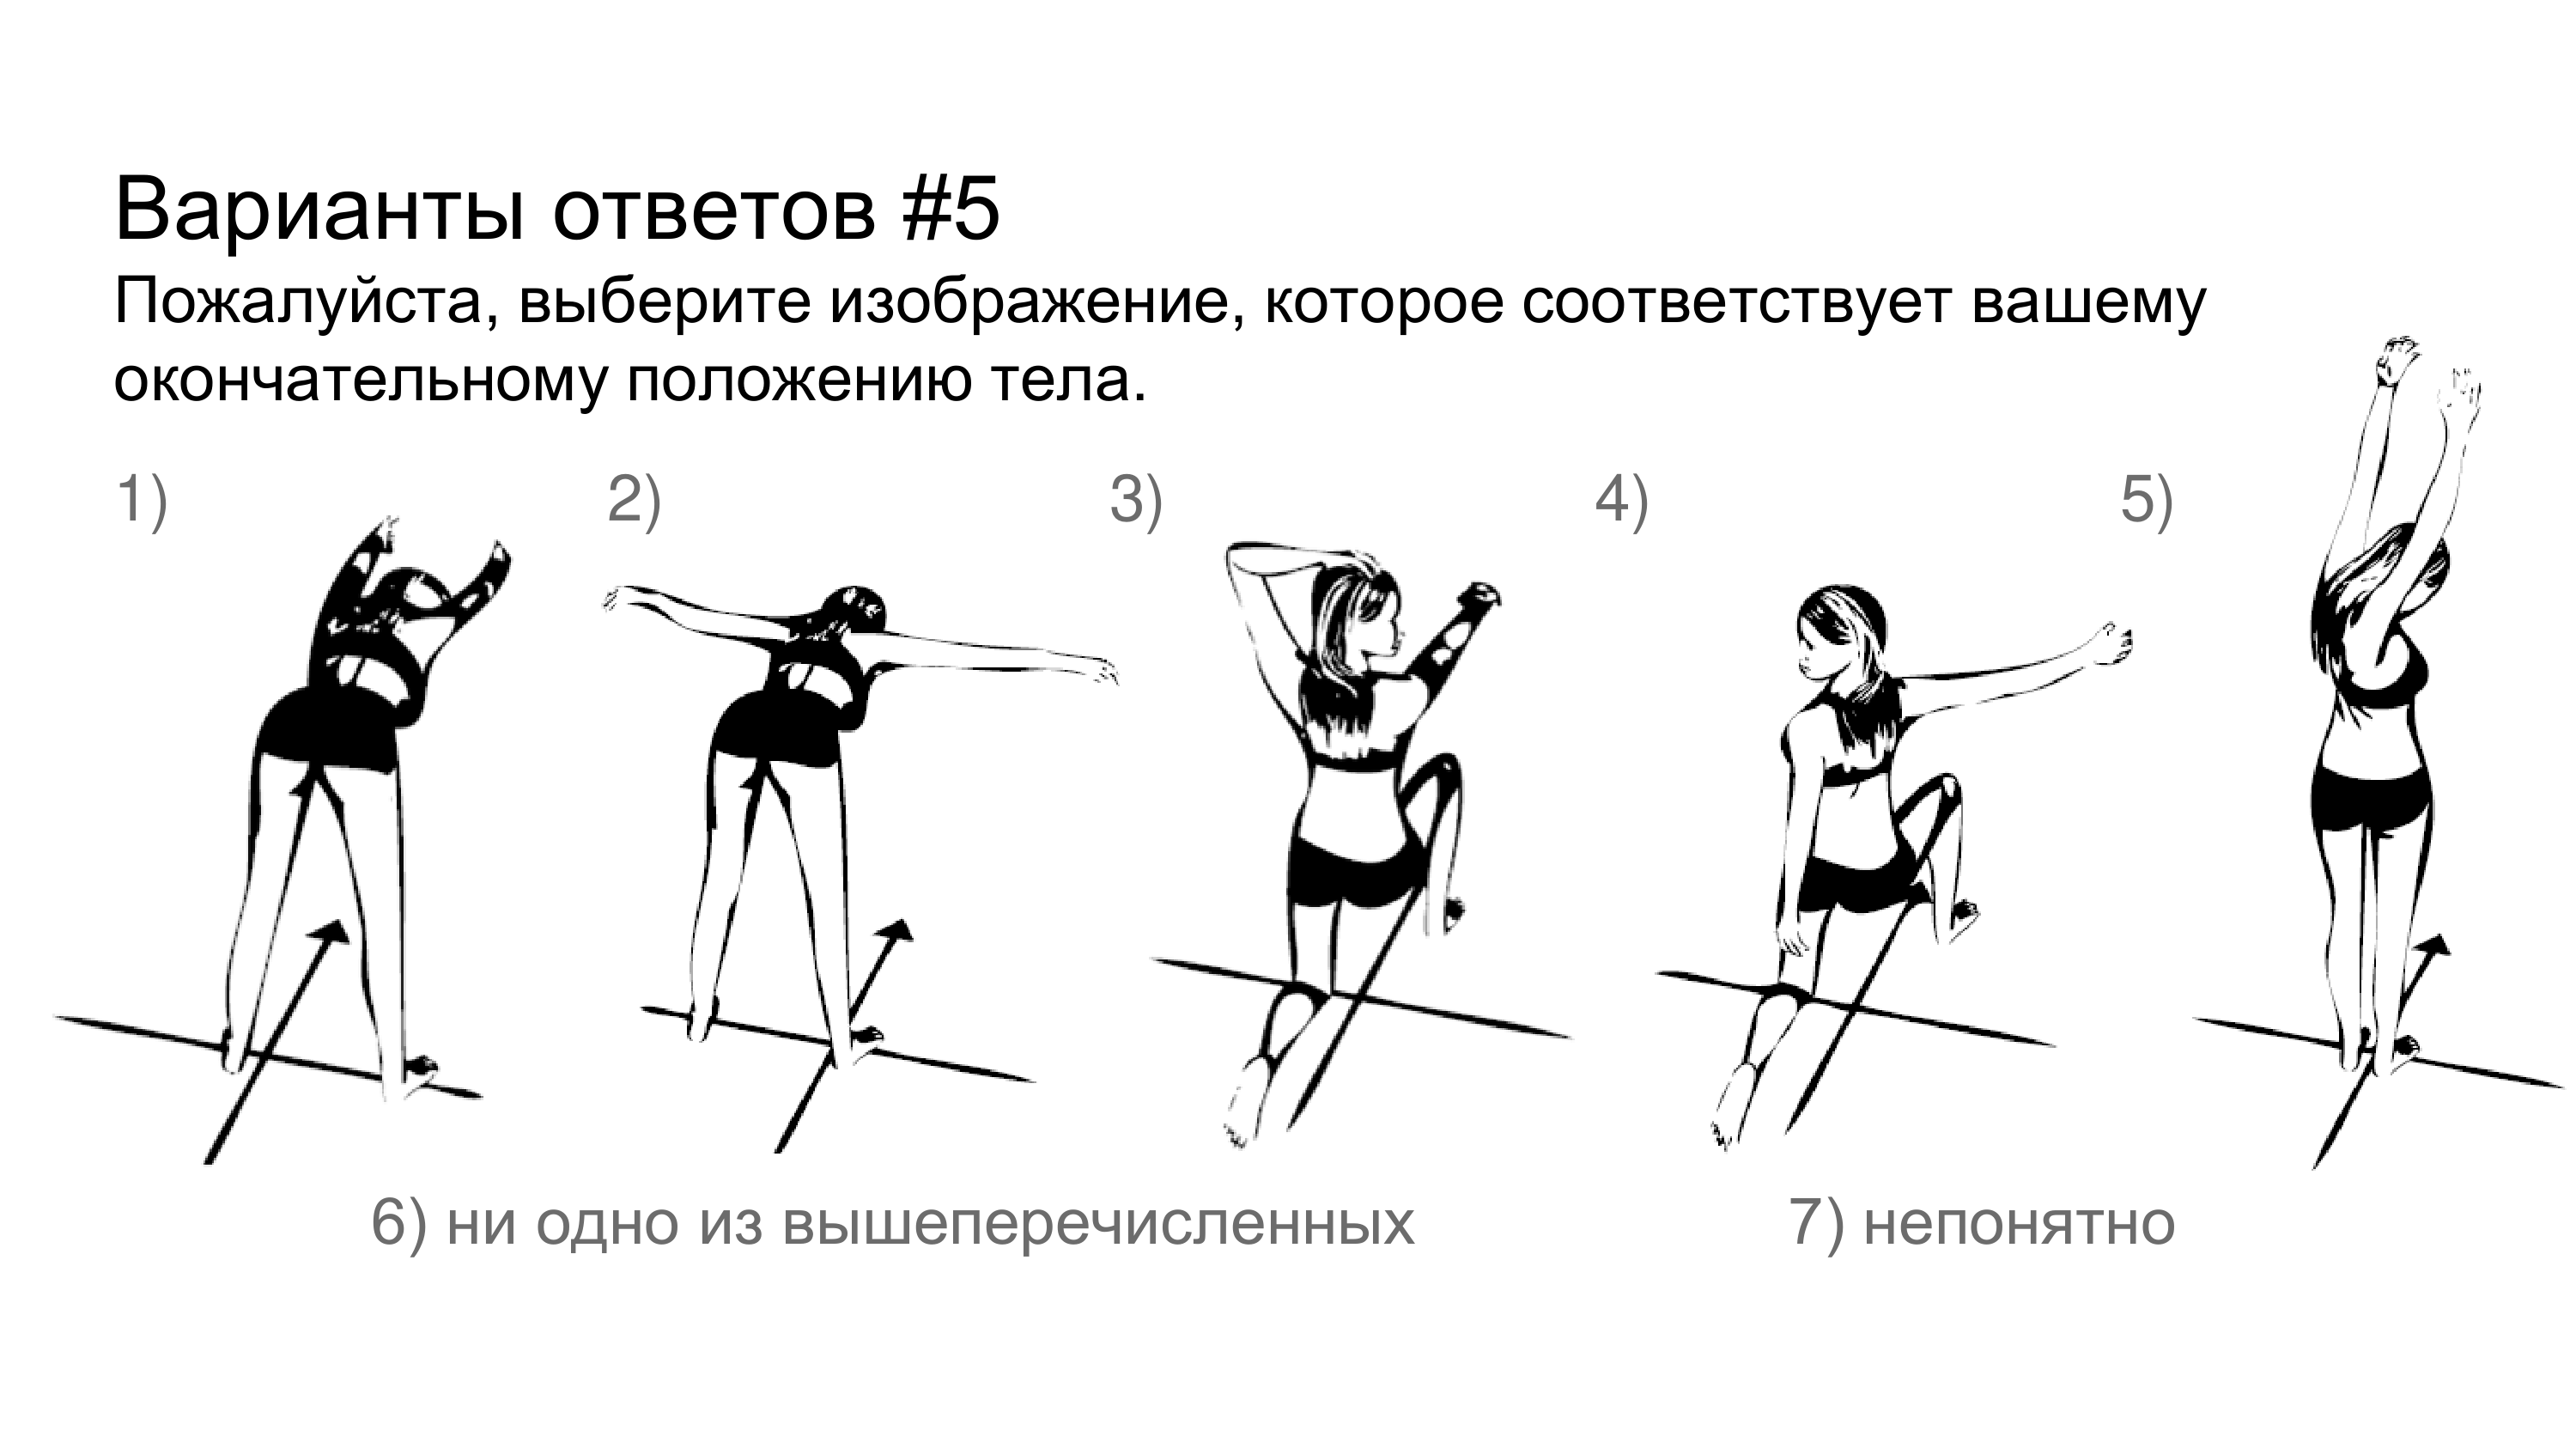 Варианты ответов #5
Пожалуйста, выберите изображение, которое соответствует вашему
окончательному положению тела.
1)
2)
3)
4)
5)
6) ни одно из вышеперечисленных
7) непонятно